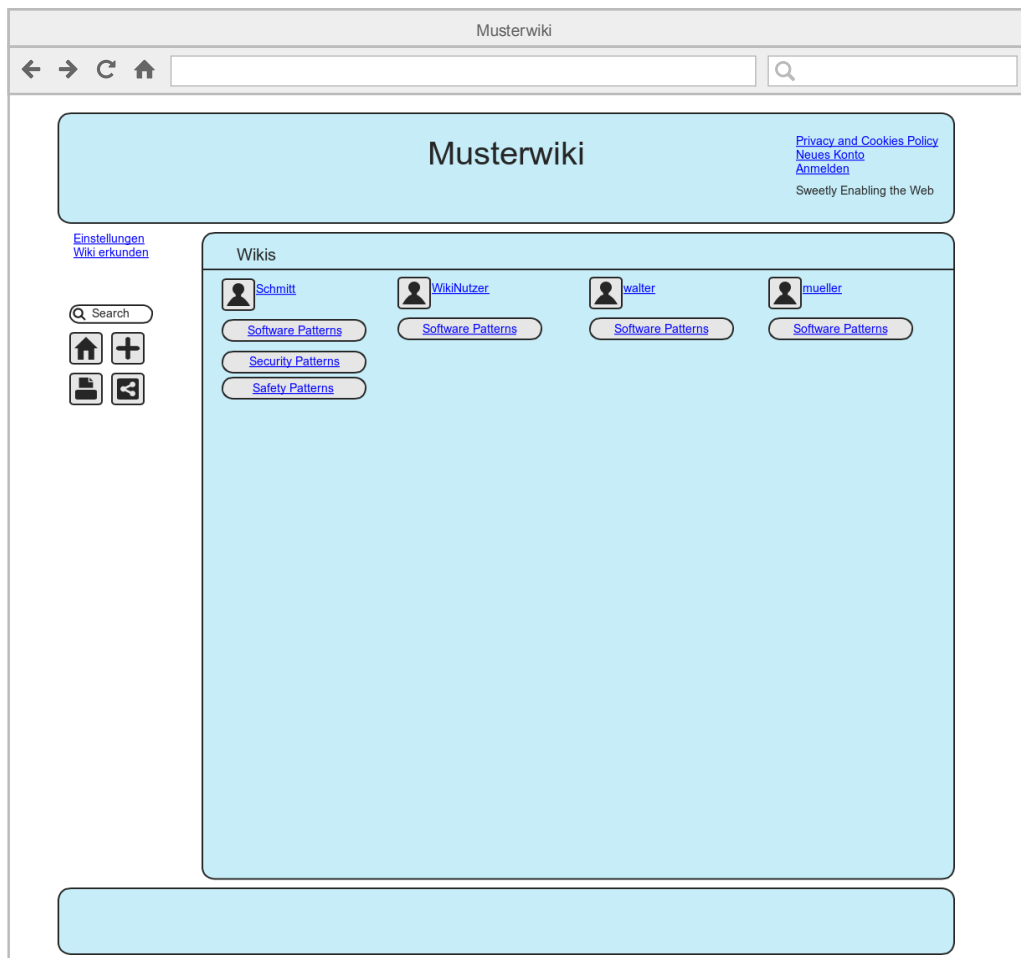 Musterwiki
Musterwiki
Privacy and Cookies Policy
Neues Konto
Anmelden
Sweetly Enabling the Web
Einstellungen
Wiki erkunden
Search
Wikis
Schmitt
WikiNutzer
walter
mueller
Software Patterns
Software Patterns
Software Patterns
Software Patterns
Security Patterns
Safety Patterns